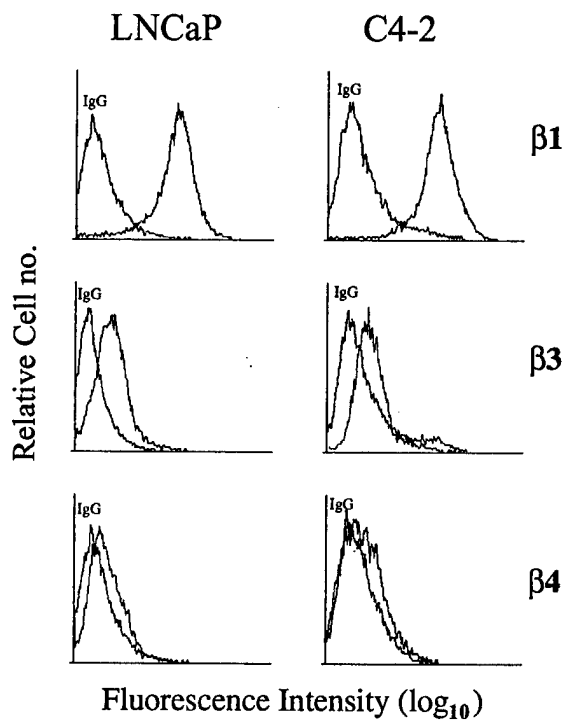 LNCaP C4-2
IgG IgG β1
IgG IgG β3
IgG IgG β4
Relative Cell no.
Fluorescence Intensity (log10)